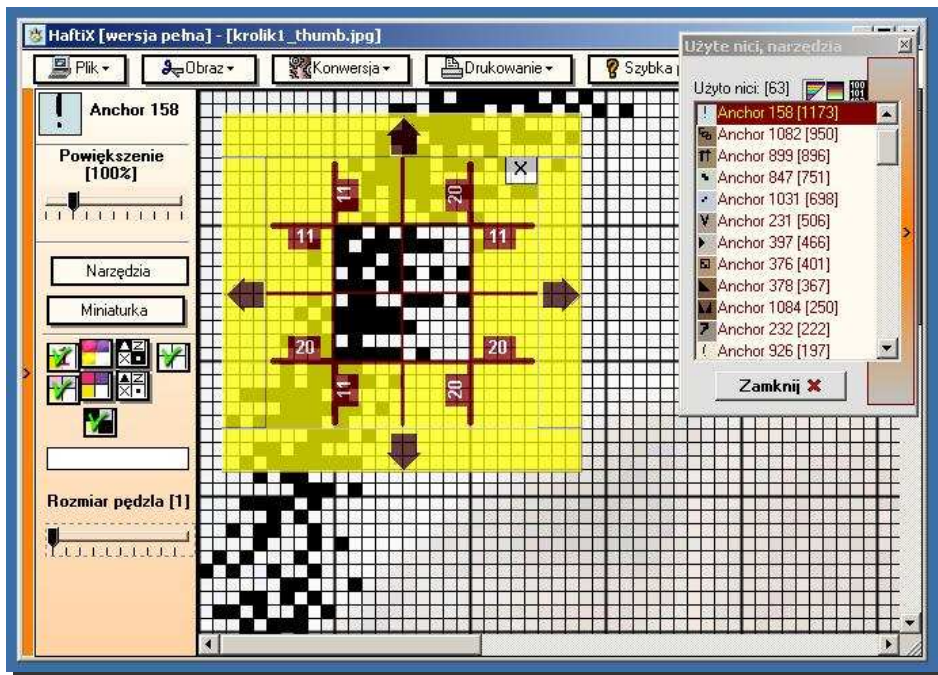 HaftiX [wersja pełna] - [krolik1_thumb.jpg]
Plik
Obraz
Konwersja
Drukowanie
Szybka
Użyte nici, narzędzia
Użyto nici: [63]
Anchor 158
Powiększenie
[100%]
Narzędzia
Miniaturka
Rozmiar pędzla [1]
11
20
11
11
20
20
11
20
X
Anchor 158 [1173]
Anchor 1082 [950]
Anchor 899 [896]
Anchor 847 [751]
Anchor 1031 [698]
Anchor 231 [506]
Anchor 397 [466]
Anchor 376 [401]
Anchor 378 [367]
Anchor 1084 [250]
Anchor 232 [222]
Anchor 926 [197]
Zamknij